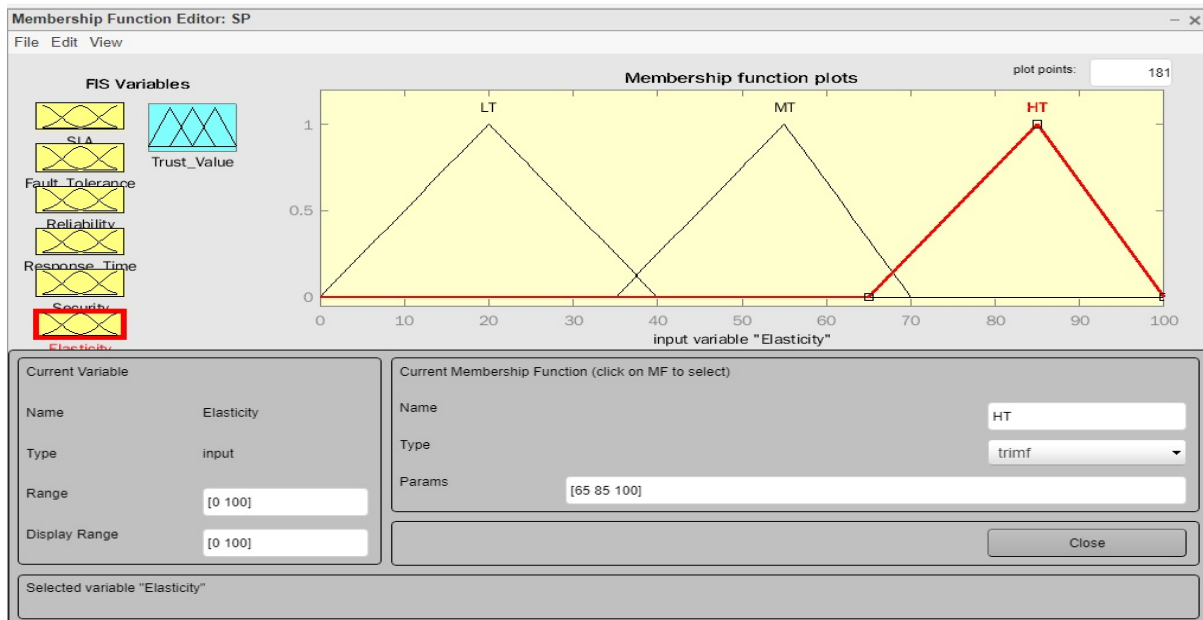 Membership Function Editor: SP
File Edit View
FIS Variables
SLA
Fault_Tolerance
Reliability
Response_Time
Security
Elasticity
Trust_Value
Membership function plots
plot points: 181
LT MT HT
1
0.5
0
0 10 20 30 40 50 60 70 80 90 100
input variable "Elasticity"
Current Variable
Name Elasticity
Type input
Range [0 100]
Display Range [0 100]
Current Membership Function (click on MF to select)
Name HT
Type trimf
Params [65 85 100]
Close
Selected variable "Elasticity"